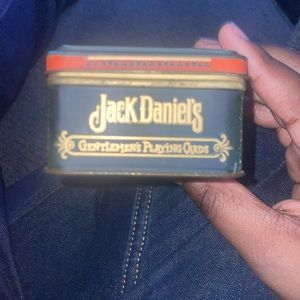 Jack Daniel's
GENTLEMEN'S PLAYING CARDS